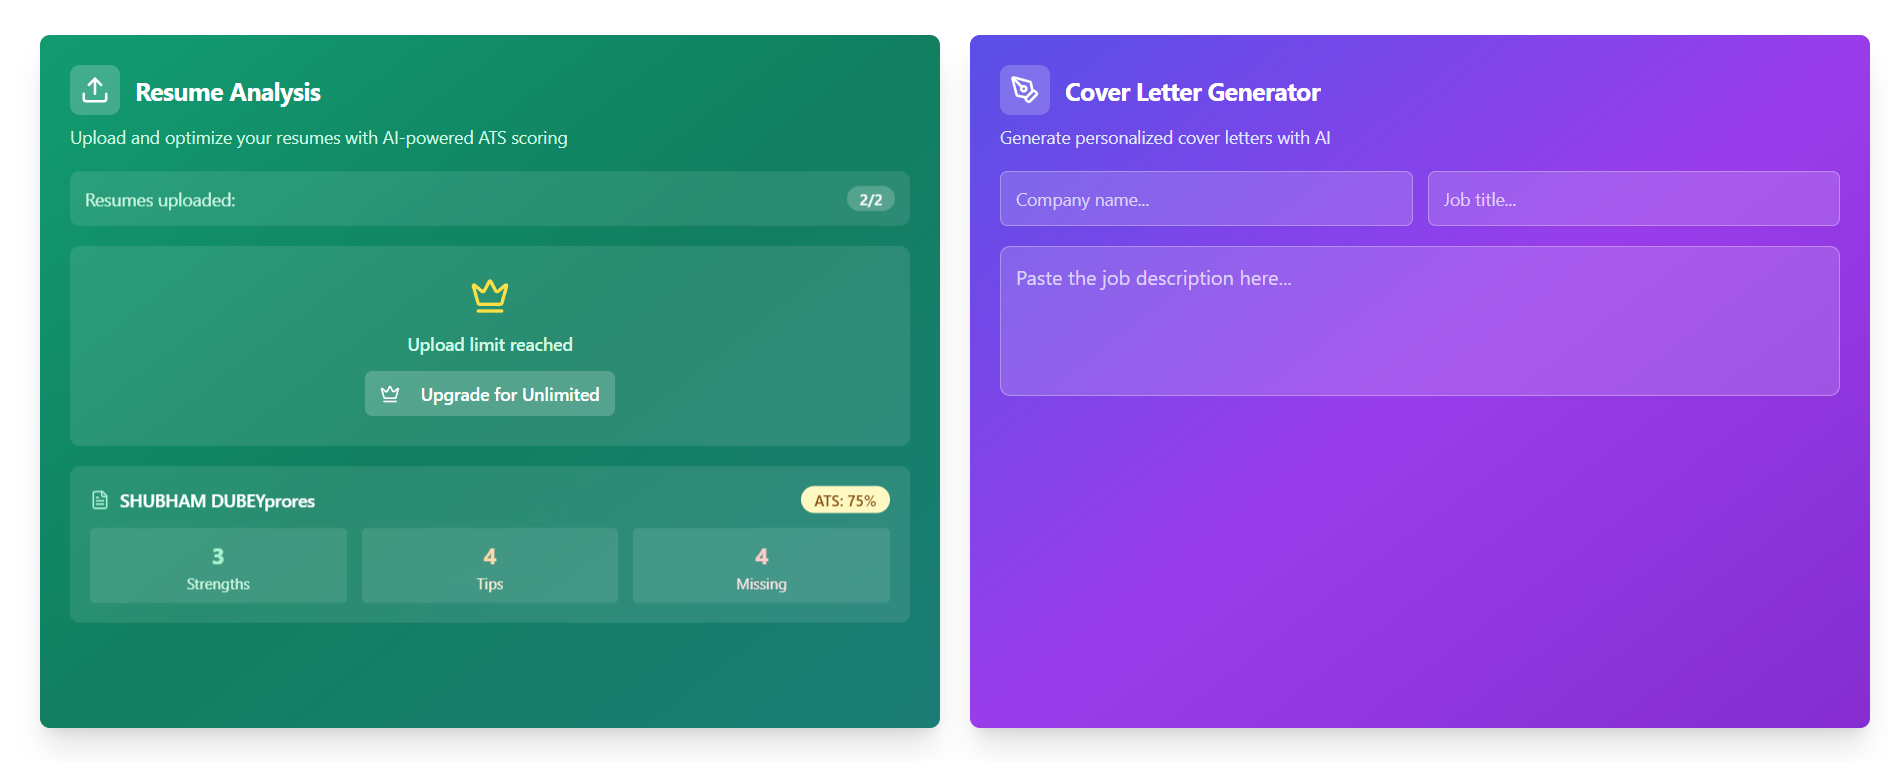 Resume Analysis
Upload and optimize your resumes with AI-powered ATS scoring
Resumes uploaded:
2/2
Upload limit reached
Upgrade for Unlimited
SHUBHAM DUBEYprores
ATS: 75%
3
Strengths
4
Tips
4
Missing
Cover Letter Generator
Generate personalized cover letters with AI
Company name...
Job title...
Paste the job description here...